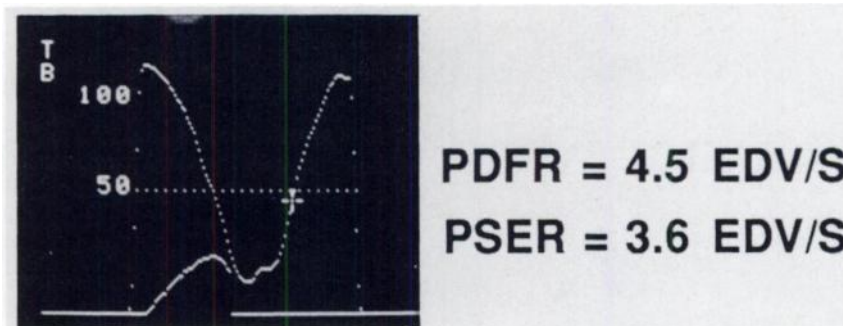 T
B
100
50
PDFR = 4.5 EDV/S
PSER = 3.6 EDV/S